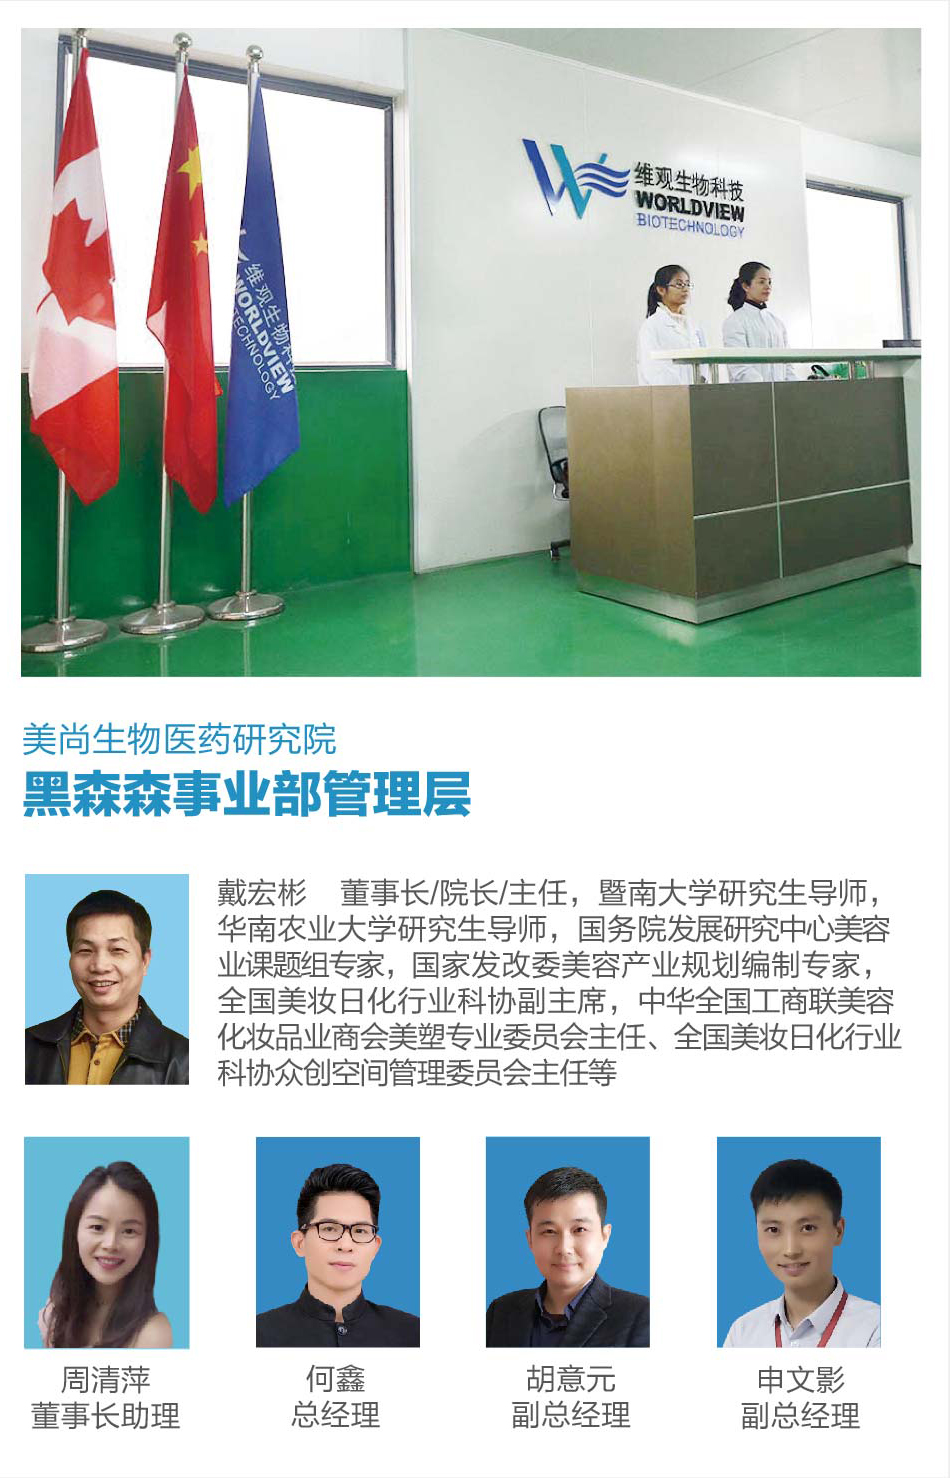 维观生物科技
WORLDVIEW
BIOTECHNOLOGY
维观生物科技
WORLDVIEW
BIOTECHNOLOGY
美尚生物医药研究院
黑森森事业部管理层
戴宏彬 董事长/院长/主任，暨南大学研究生导师，
华南农业大学研究生导师，国务院发展研究中心美容
业课题组专家，国家发改委美容产业规划编制专家，
全国美妆日化行业科协副主席，中华全国工商联美容
化妆品业商会美塑专业委员会主任、全国美妆日化行业
科协众创空间管理委员会主任等
周清萍
董事长助理
何鑫
总经理
胡意元
副总经理
申文影
副总经理